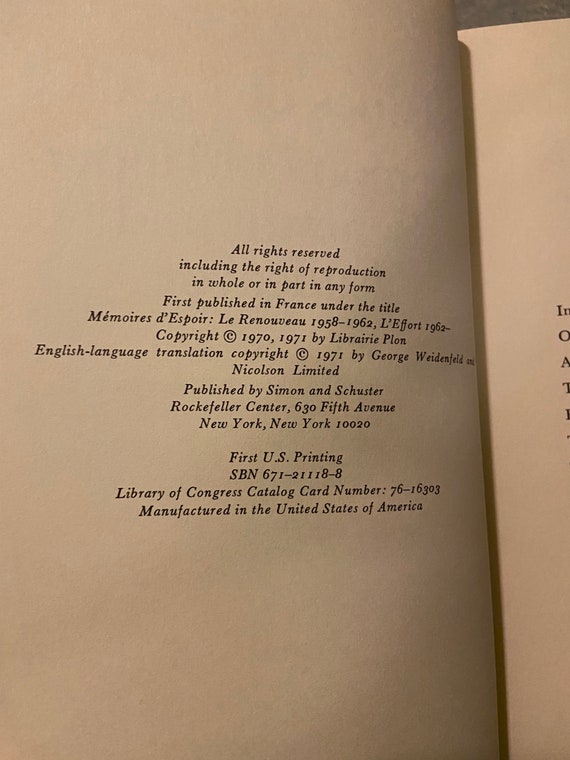 All rights reserved
including the right of reproduction
in whole or in part in any form
First published in France under the title
Mémoires d'Espoir: Le Renouveau 1958–1962, L'Effort 1962–
Copyright © 1970, 1971 by Librairie Plon
English-language translation copyright © 1971 by George Weidenfeld and
Nicolson Limited
Published by Simon and Schuster
Rockefeller Center, 630 Fifth Avenue
New York, New York 10020
First U.S. Printing
SBN 671–21118–8
Library of Congress Catalog Card Number: 76–16303
Manufactured in the United States of America